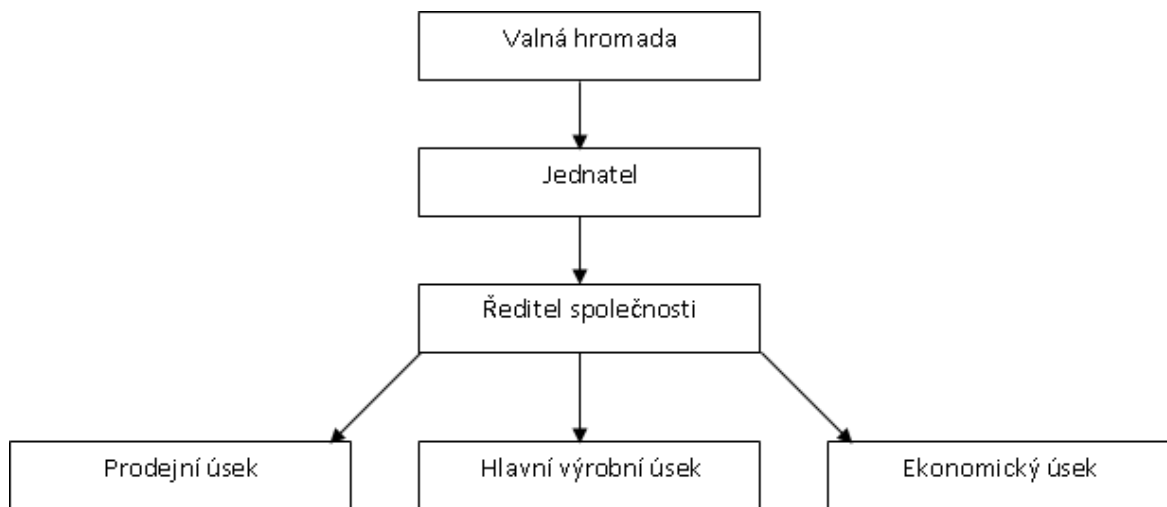 Valná hromada
Jednatel
Ředitel společnosti
Prodejní úsek
Hlavní výrobní úsek
Ekonomický úsek